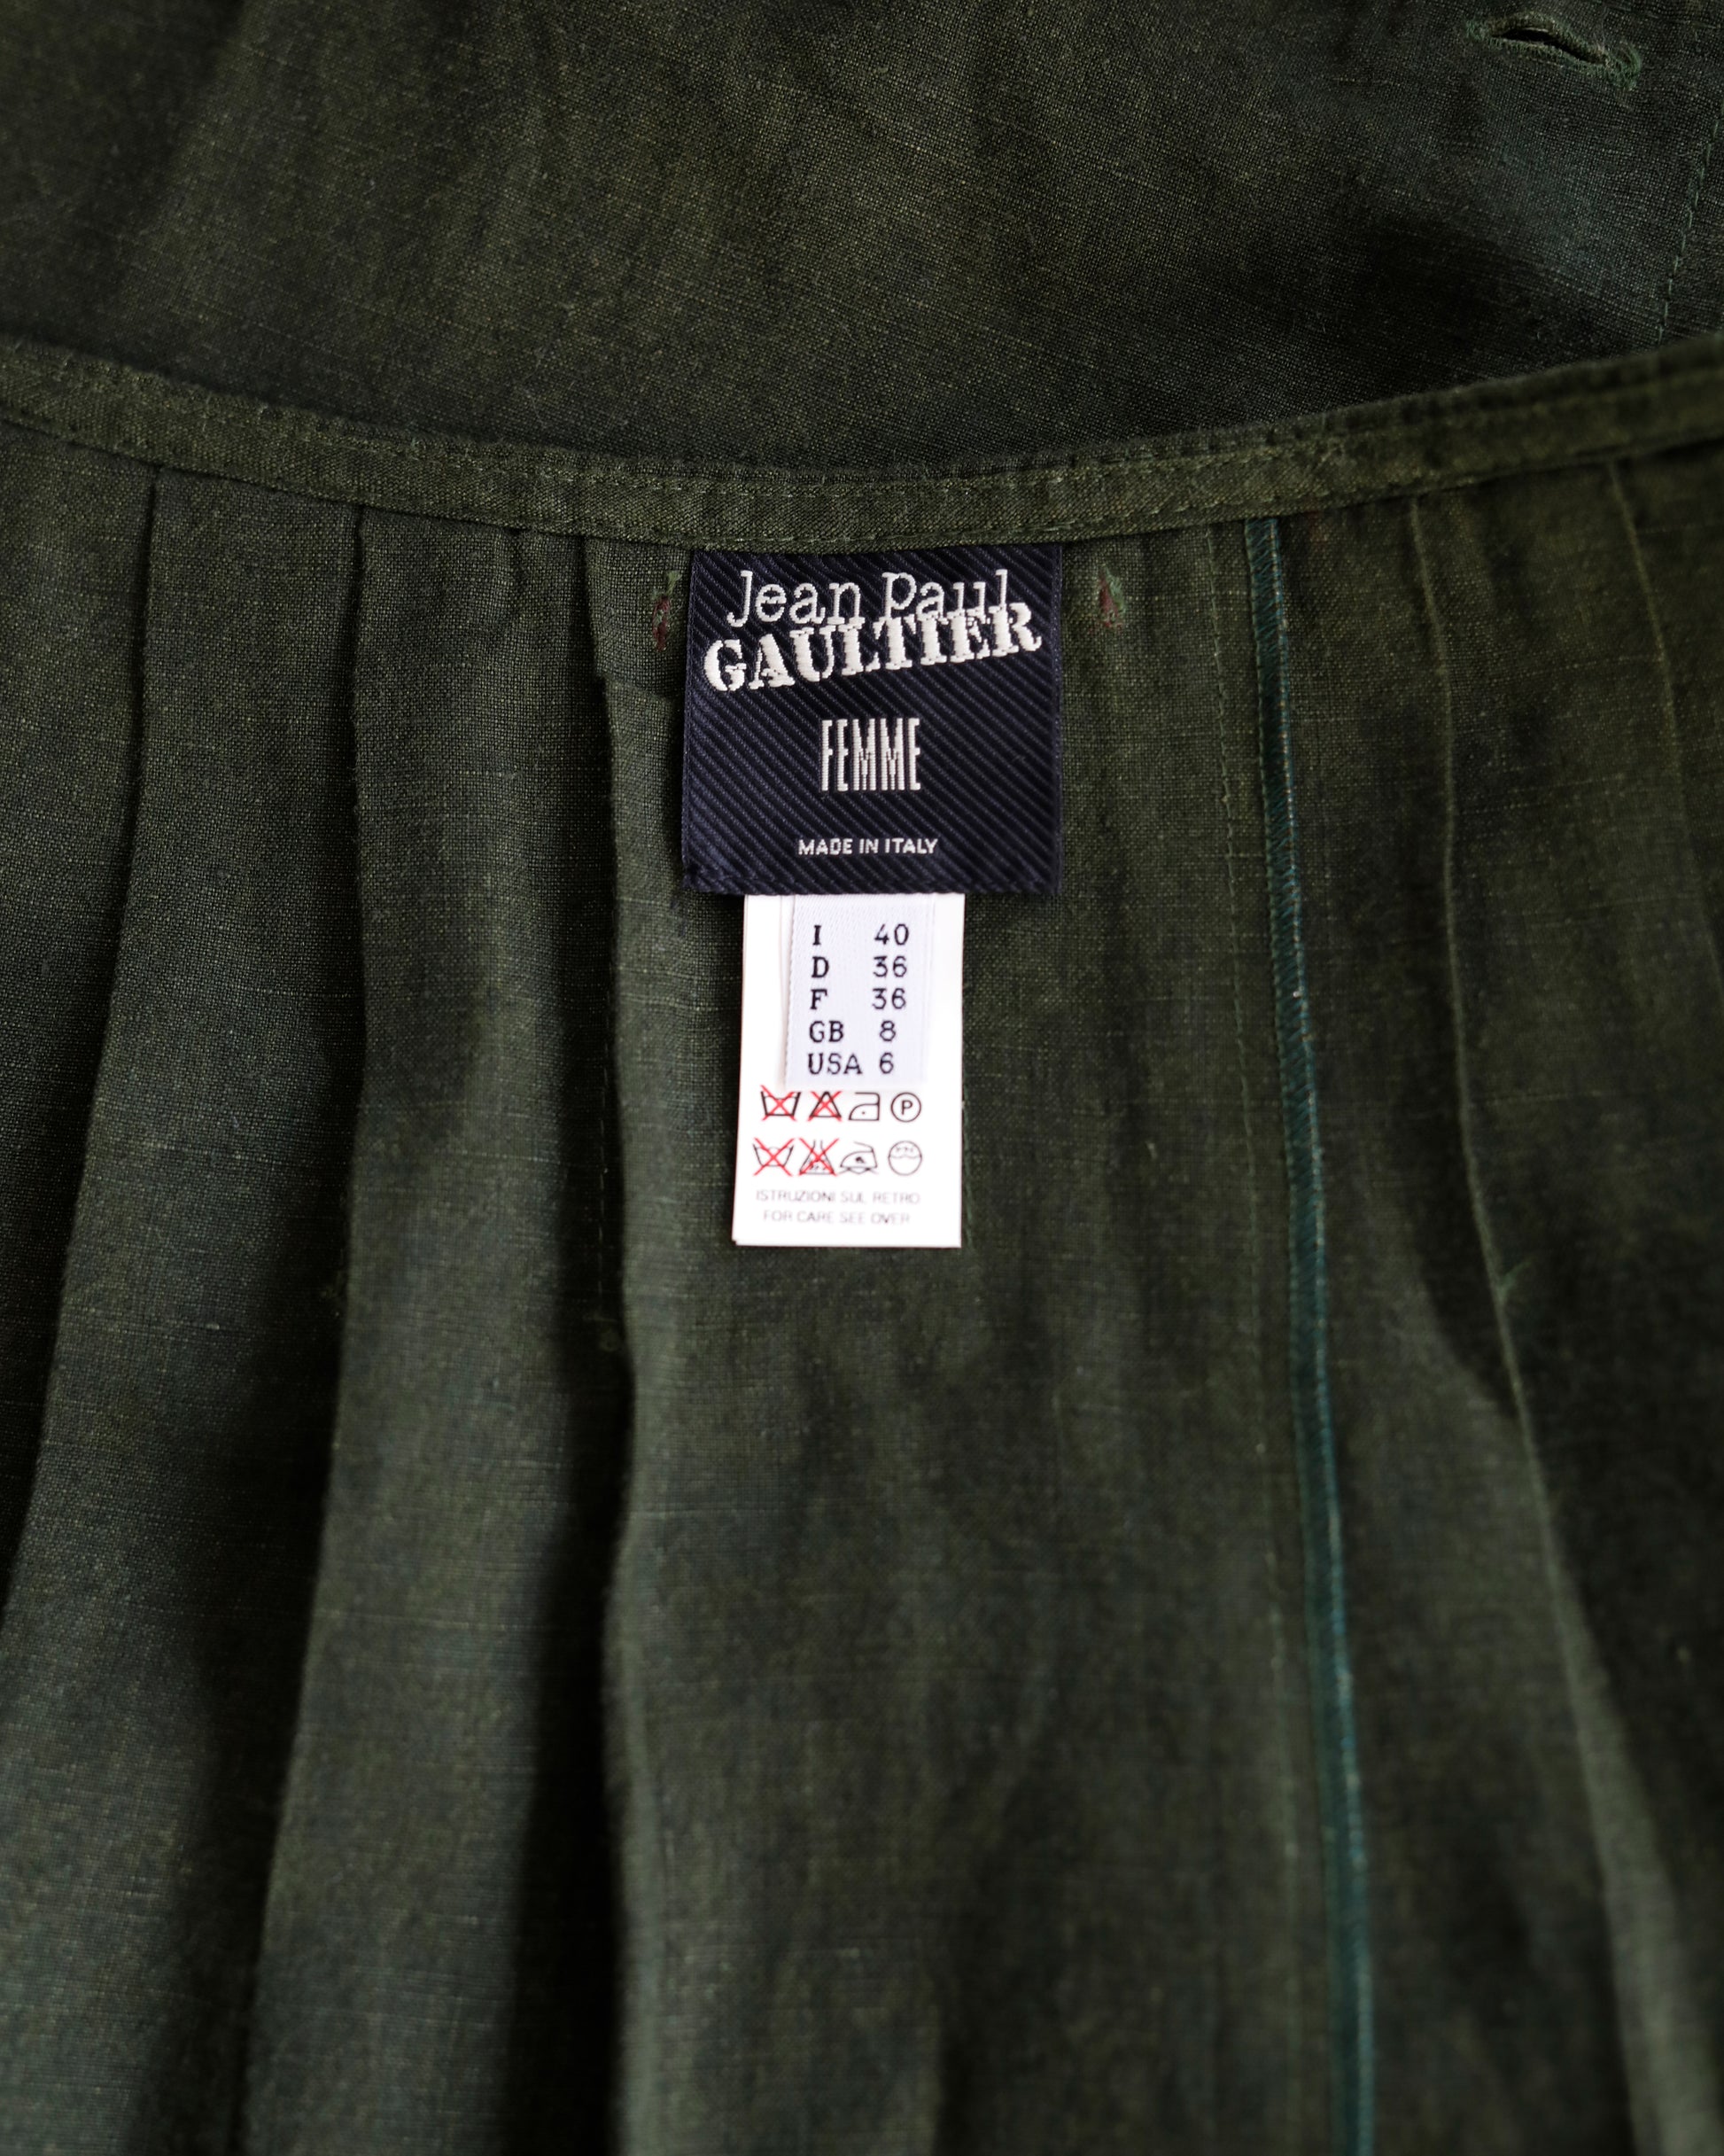 Jean Paul
GAULTIER
FEMME
MADE IN ITALY
I 40
D 36
F 36
GB 8
USA 6
P
ISTRUZIONI SUL RETRO
FOR CARE SEE OVER